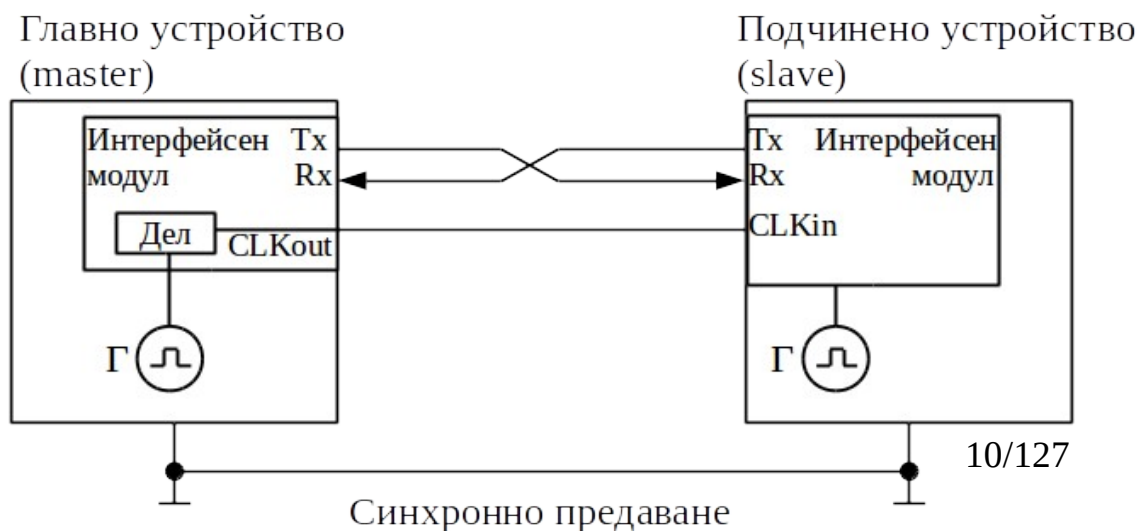 Главно устройство
(master)
Подчинено устройство
(slave)
Интерфейсен
модул
Tx
Rx
Дел
CLKout
Г
Tx
Rx
Интерфейсен
модул
CLKin
Г
10/127
Синхронно предаване